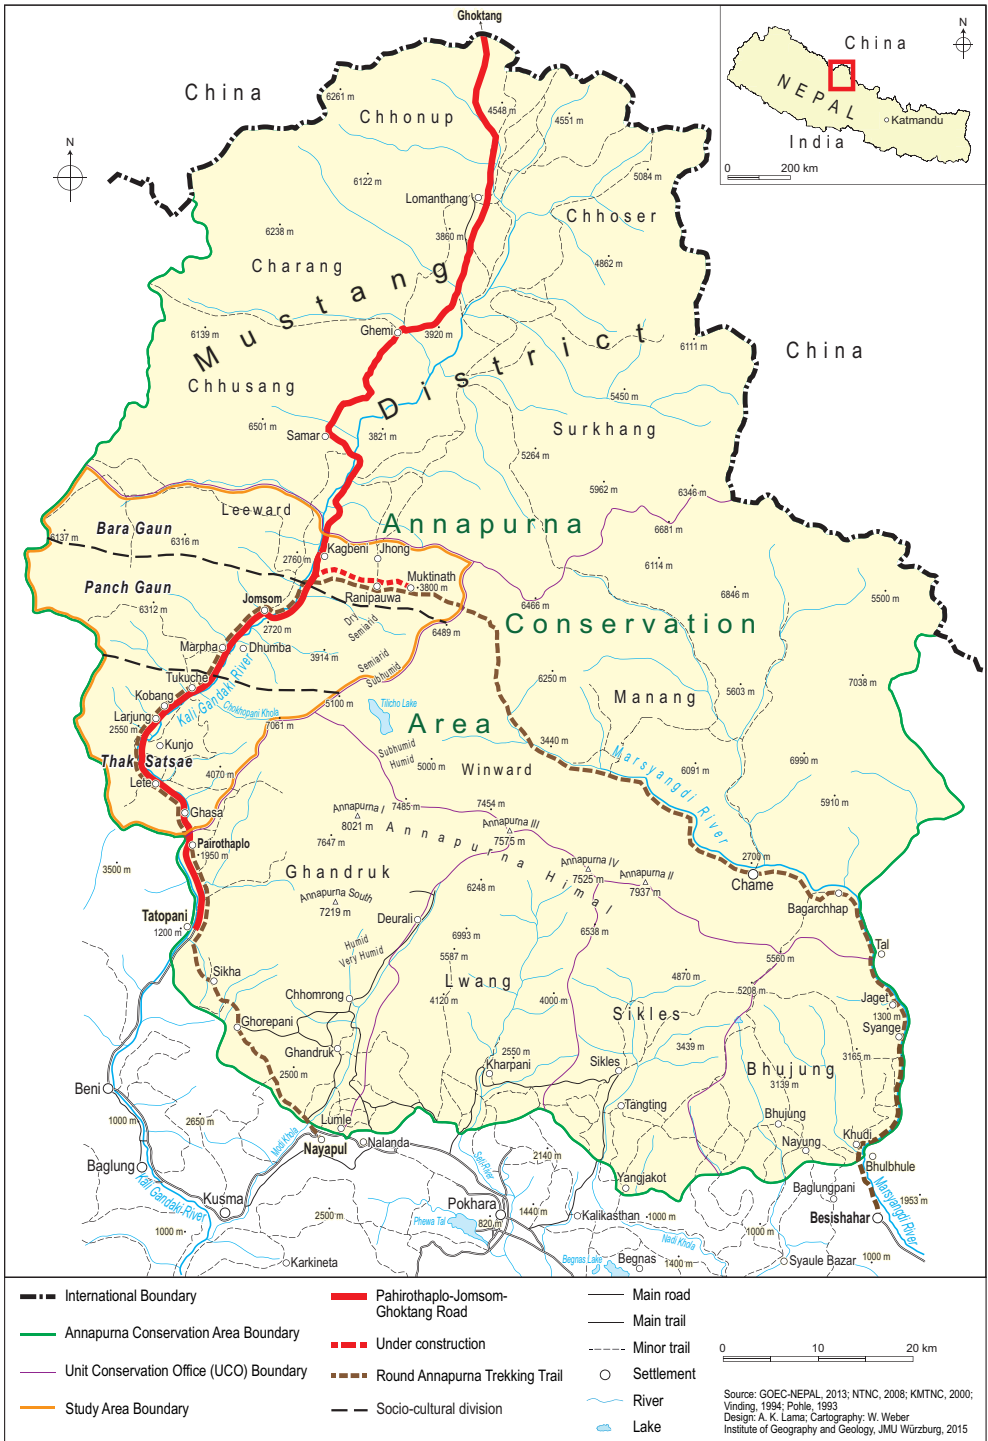 Ghoktang
N
China
NEPAL
Katmandu
India
0 200 km
China
N
6261 m
Chhonup
4548 m
4551 m
6122 m
5084 m
Lomanthang
Chhoser
6238 m
3860 m
Charang
4862 m
Mustang
6139 m
Ghemi
3920 m
6111 m
China
Chhusang
District
5450 m
6501 m
Samar
3821 m
Surkhang
5264 m
5962 m
6346 m
Leeward
Annapurna
6137 m
Bara Gaun
6316 m
6681 m
2760 m
Kagbeni
Jhong
6114 m
Panch Gaun
Muktinath
3800 m
6846 m
5500 m
Jomsom
Ranipauwa
6466 m
6312 m
2720 m
Dry
Semiarid
6489 m
Conservation
Marpha
Dhumba
3914 m
Semiarid
Subhumid
Tukuche
Kali Gandaki River
6250 m
7038 m
Kobang
Chokhopani Khola
5100 m
Tilicho Lake
Manang
5603 m
Larjung
2550 m
7061 m
Area
Kunjo
3440 m
Subhumid
Humid
Thak Satsae
4070 m
5000 m
Winward
Marsyangdi River
6091 m
6990 m
Lete
5910 m
Ghasa
Annapurna I
8021 m
7485 m
7454 m
Annapurna III
7575 m
Annapurna Himal
Pairothaplo
1950 m
7647 m
2700 m
3500 m
Ghandruk
Annapurna IV
7525 m
Annapurna II
7937 m
Chame
Annapurna South
7219 m
6248 m
Bagarchhap
Tatopani
1200 m
Deurali
6993 m
6538 m
Humid
Very Humid
5587 m
5560 m
Tal
Sikha
Lwang
4870 m
Chhomrong
4120 m
4000 m
5208 m
Jaget
1300 m
Ghorepani
Sikles
Syange
Ghandruk
2550 m
3439 m
3165 m
2500 m
Kharpani
Sikles
Bhujung
3139 m
Beni
Tangting
1000 m
2650 m
Lumle
Bhujung
Modi Khola
Nayapul
Nalanda
Nayung
Khudi
Seti River
2140 m
Bhulbhule
Baglung
Yangjakot
Baglungpani
Marsyangdi River
Kali Gandaki River
Kusma
Pokhara
1953 m
2500 m
Phewa Tal
820 m
1440 m
Kalikasthan
1000 m
Besishahar
1000 m
Nadi Khola
1000 m
Karkineta
Begnas Lake
Begnas
1400 m
Syaule Bazar
1000 m
International Boundary
Annapurna Conservation Area Boundary
Unit Conservation Office (UCO) Boundary
Study Area Boundary
Pahirothaplo-Jomsom-
Ghoktang Road
Under construction
Round Annapurna Trekking Trail
Socio-cultural division
Main road
Main trail
Minor trail
Settlement
River
Lake
0 10 20 km
Source: GOEC-NEPAL, 2013; NTNC, 2008; KMTNC, 2000;
Vinding, 1994; Pohle, 1993
Design: A. K. Lama; Cartography: W. Weber
Institute of Geography and Geology, JMU Würzburg, 2015